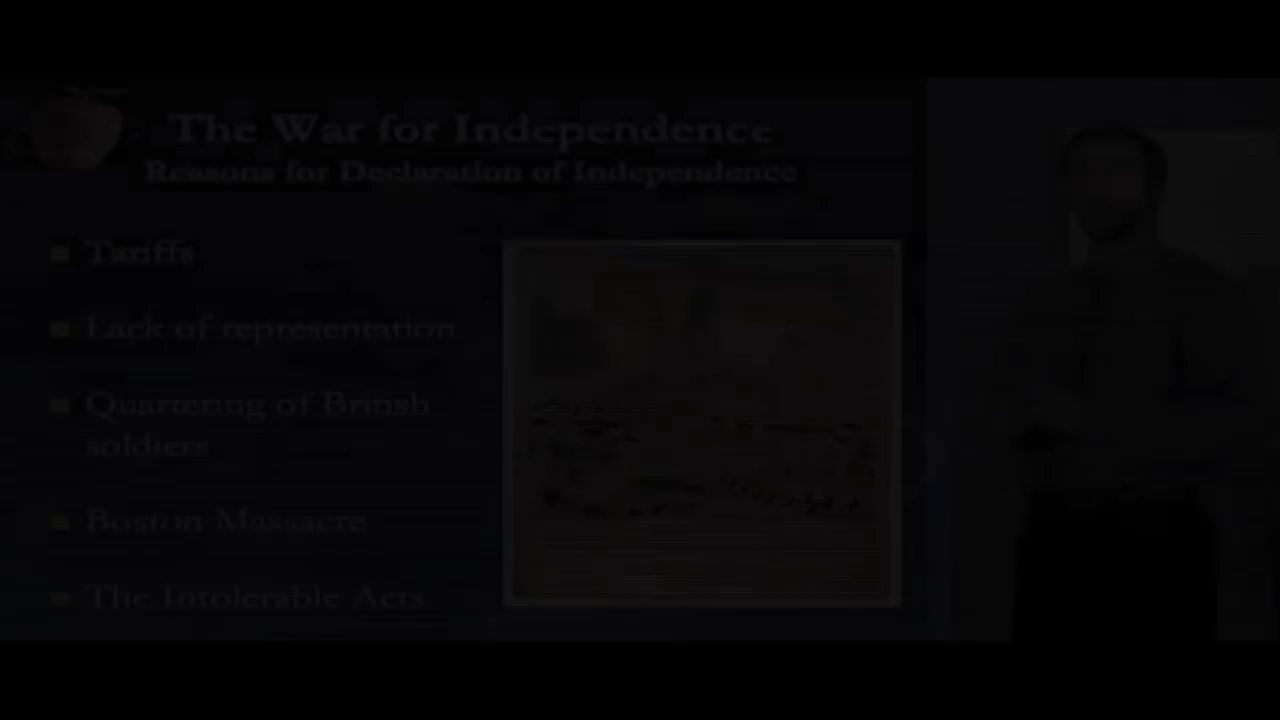 The War for Independence
Reasons for Declaration of Independence
Tariffs
Lack of representation
Quartering of British
soldiers
Boston Massacre
The Intolerable Acts